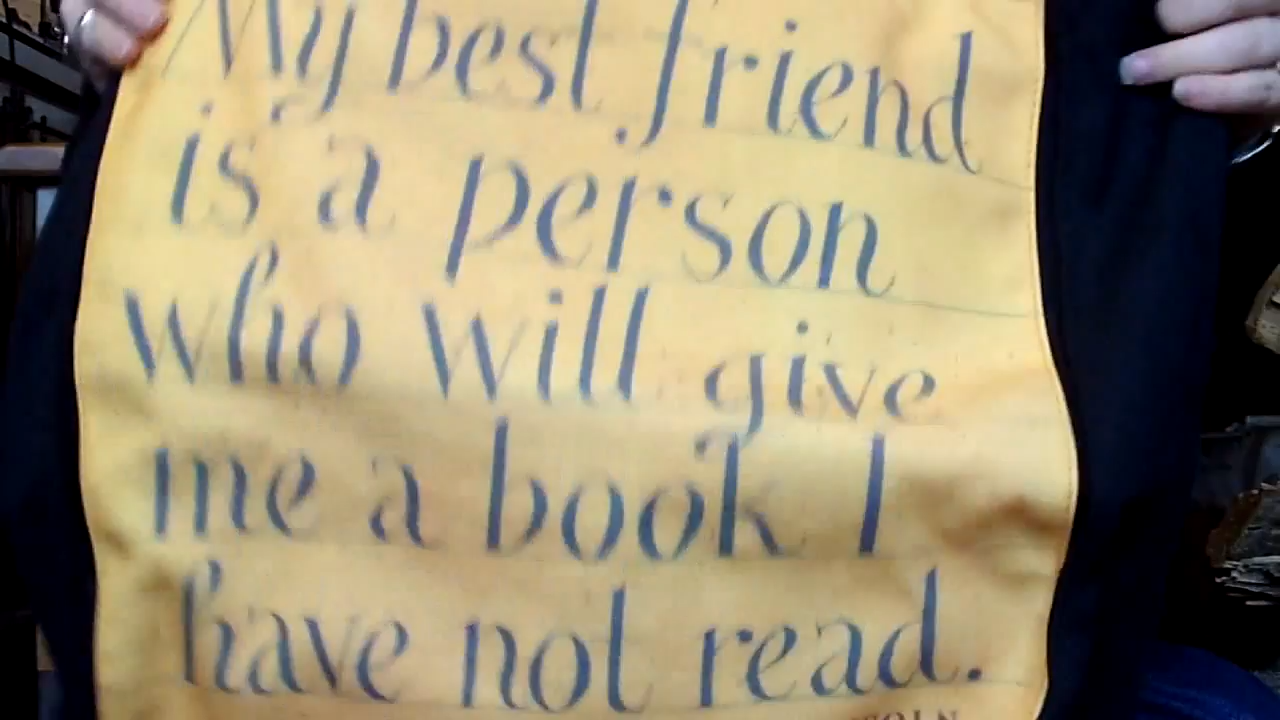 My best friend
is a person
who will give
me a book I
have not read.